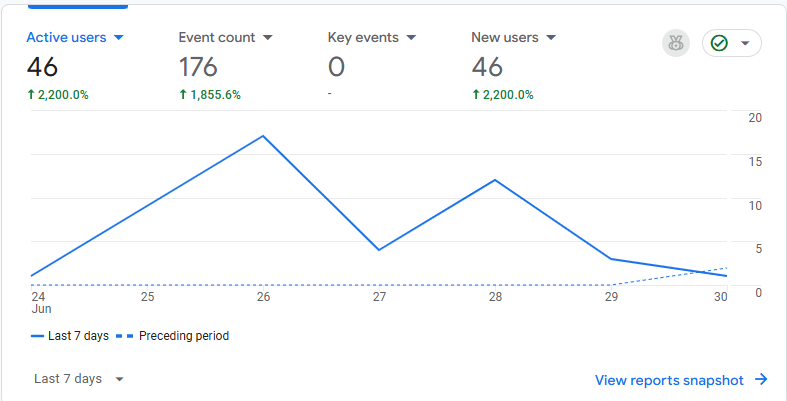 Active users Event count Key events New users
46 176 0 46
↑ 2,200.0% ↑ 1,855.6% - ↑ 2,200.0%
20
15
10
5
0
24 25 26 27 28 29 30
Jun
Last 7 days Preceding period
Last 7 days View reports snapshot →